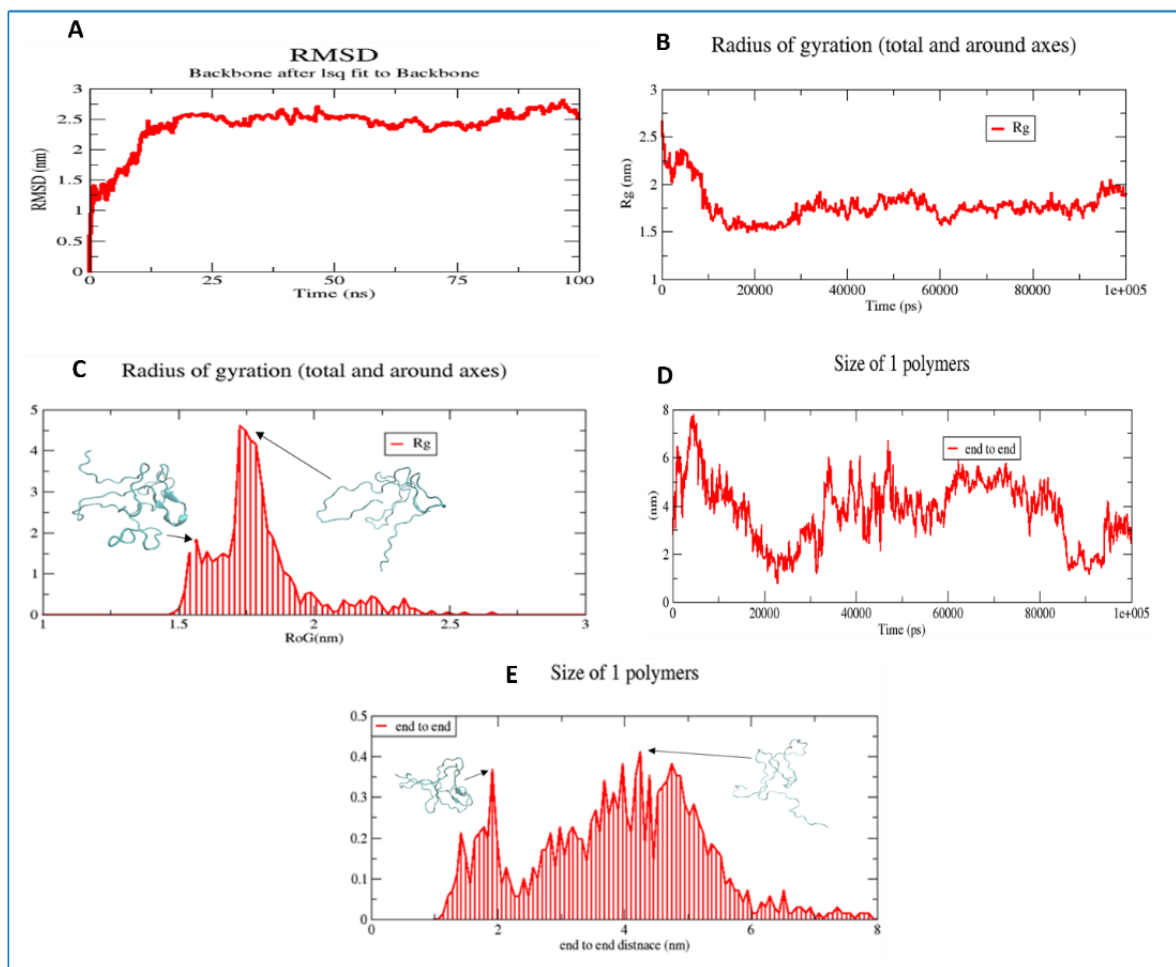 A
RMSD
Backbone after lsq fit to Backbone
3
2.5
2
1.5
1
0.5
0
RMSD (nm)
0 25 50 75 100
Time (ns)
B
Radius of gyration (total and around axes)
3
2.5
2
1.5
1
Rg (nm)
Rg
0 20000 40000 60000 80000 1e+005
Time (ps)
C
Radius of gyration (total and around axes)
5
4
3
2
1
0
Rg
1 1.5 2 2.5 3
RoG(nm)
D
Size of 1 polymers
8
6
4
2
0
(nm)
end to end
0 20000 40000 60000 80000 1e+005
Time (ps)
E
Size of 1 polymers
0.5
0.4
0.3
0.2
0.1
0
end to end
0 2 4 6 8
end to end distnace (nm)